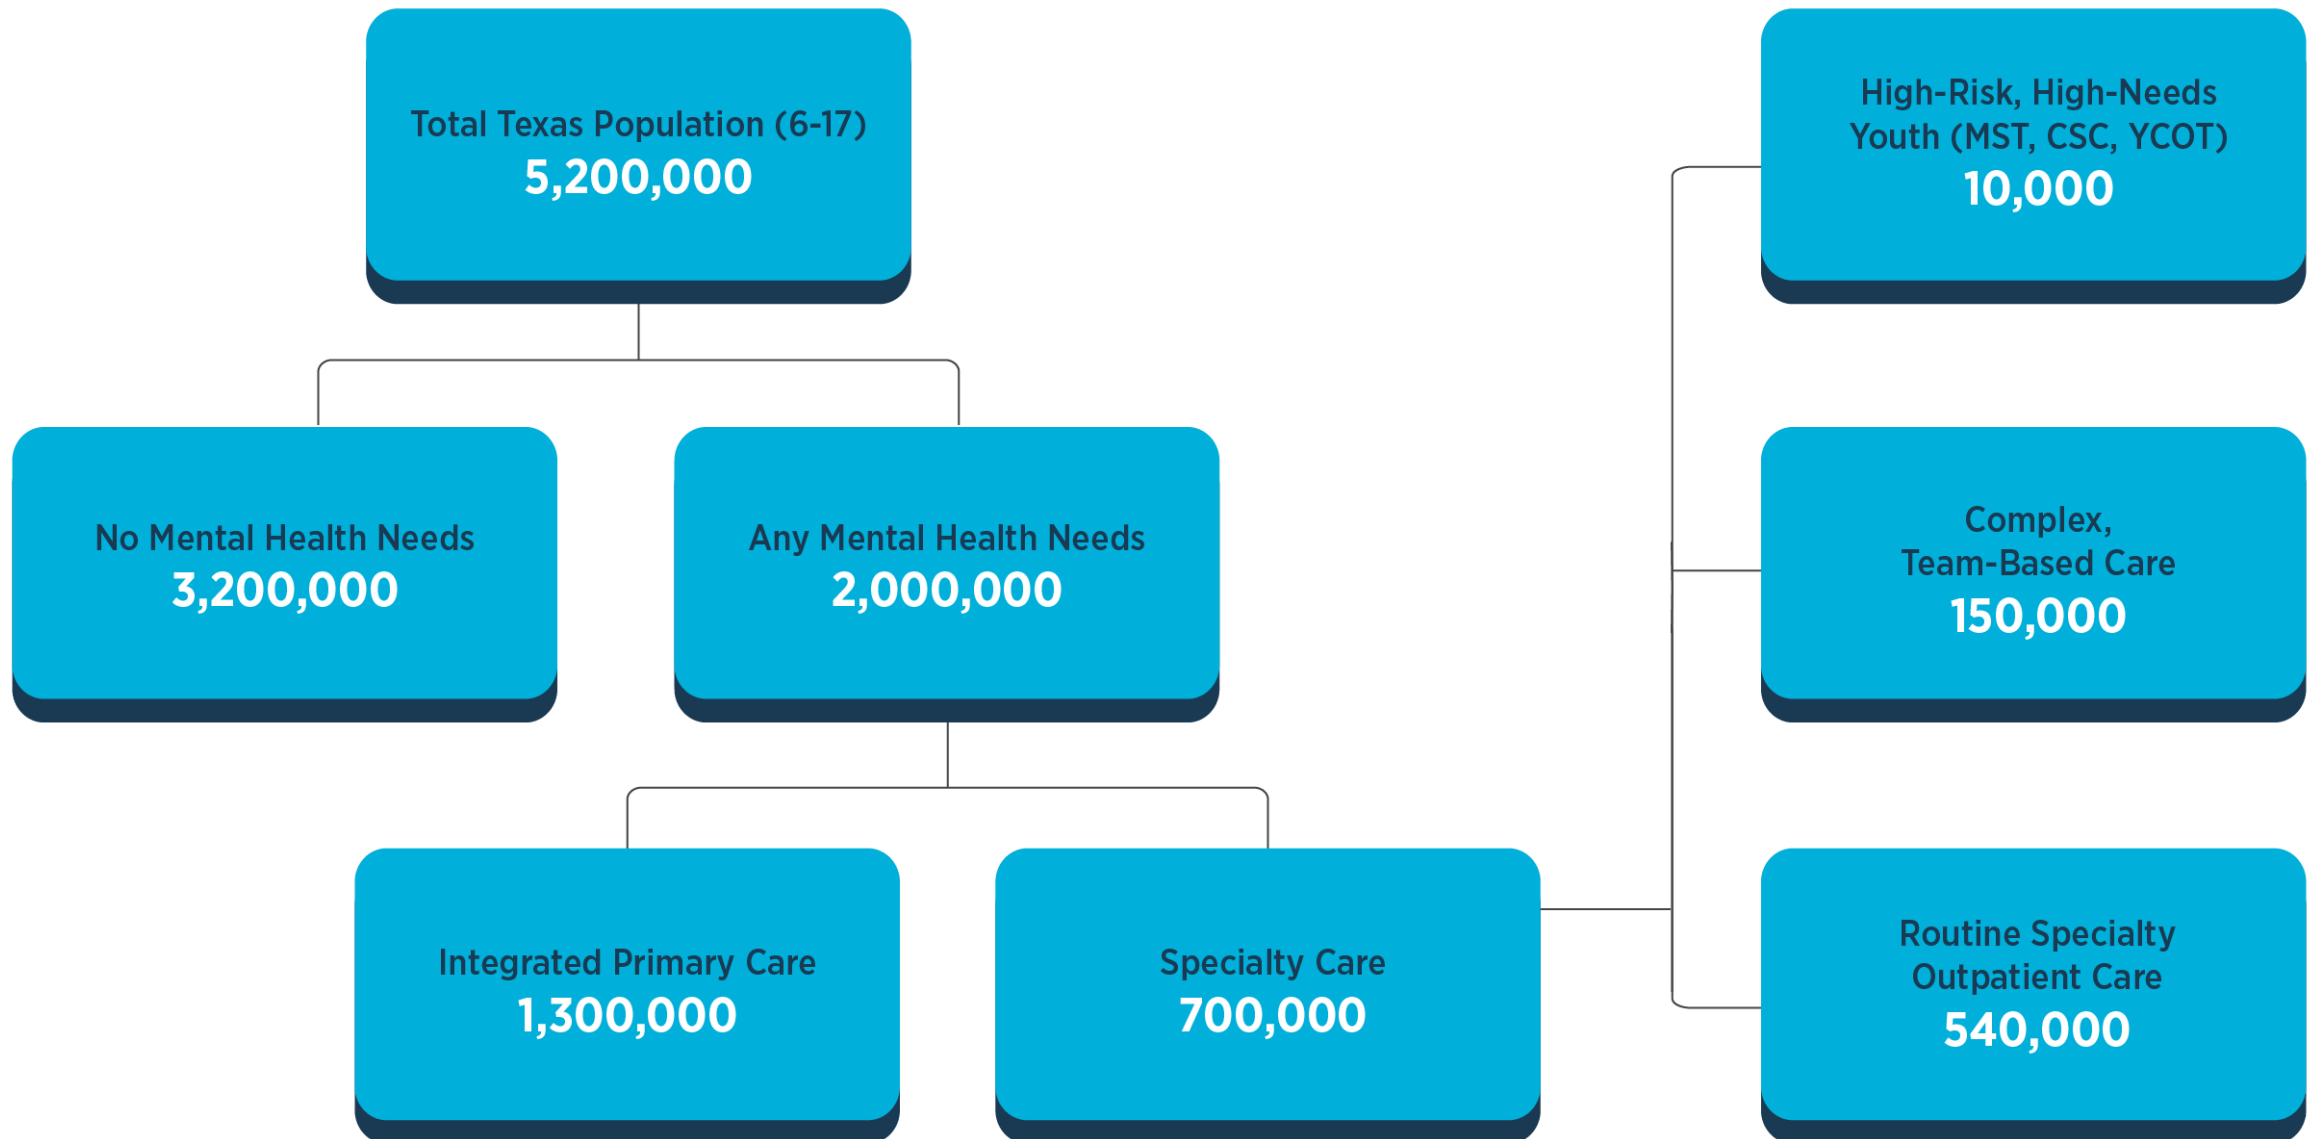 Total Texas Population (6-17)
5,200,000
No Mental Health Needs
3,200,000
Any Mental Health Needs
2,000,000
Integrated Primary Care
1,300,000
Specialty Care
700,000
High-Risk, High-Needs
Youth (MST, CSC, YCOT)
10,000
Complex,
Team-Based Care
150,000
Routine Specialty
Outpatient Care
540,000